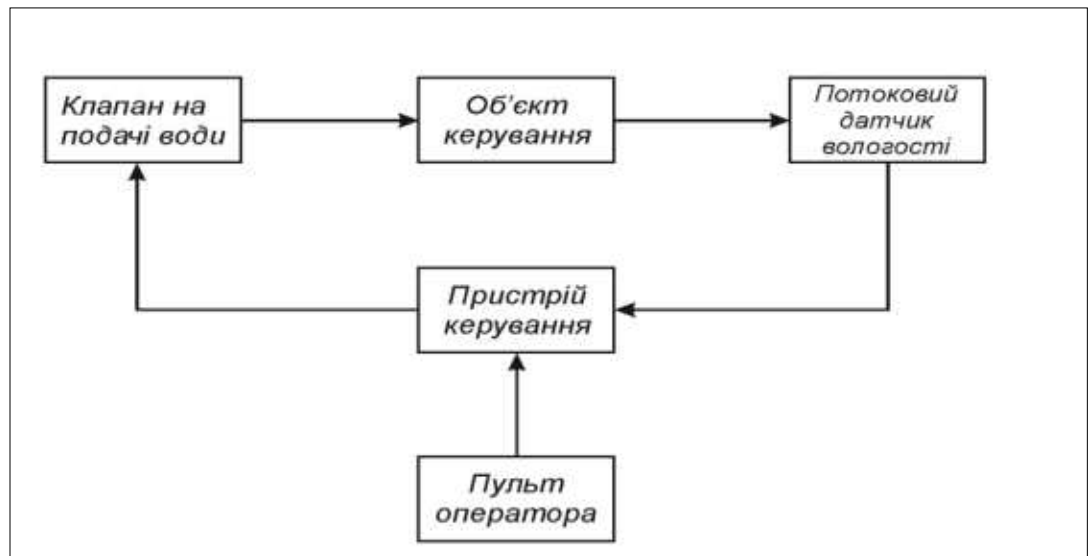 Клапан на
подачі води
Об'єкт
керування
Потоковий
датчик
вологості
Пристрій
керування
Пульт
оператора